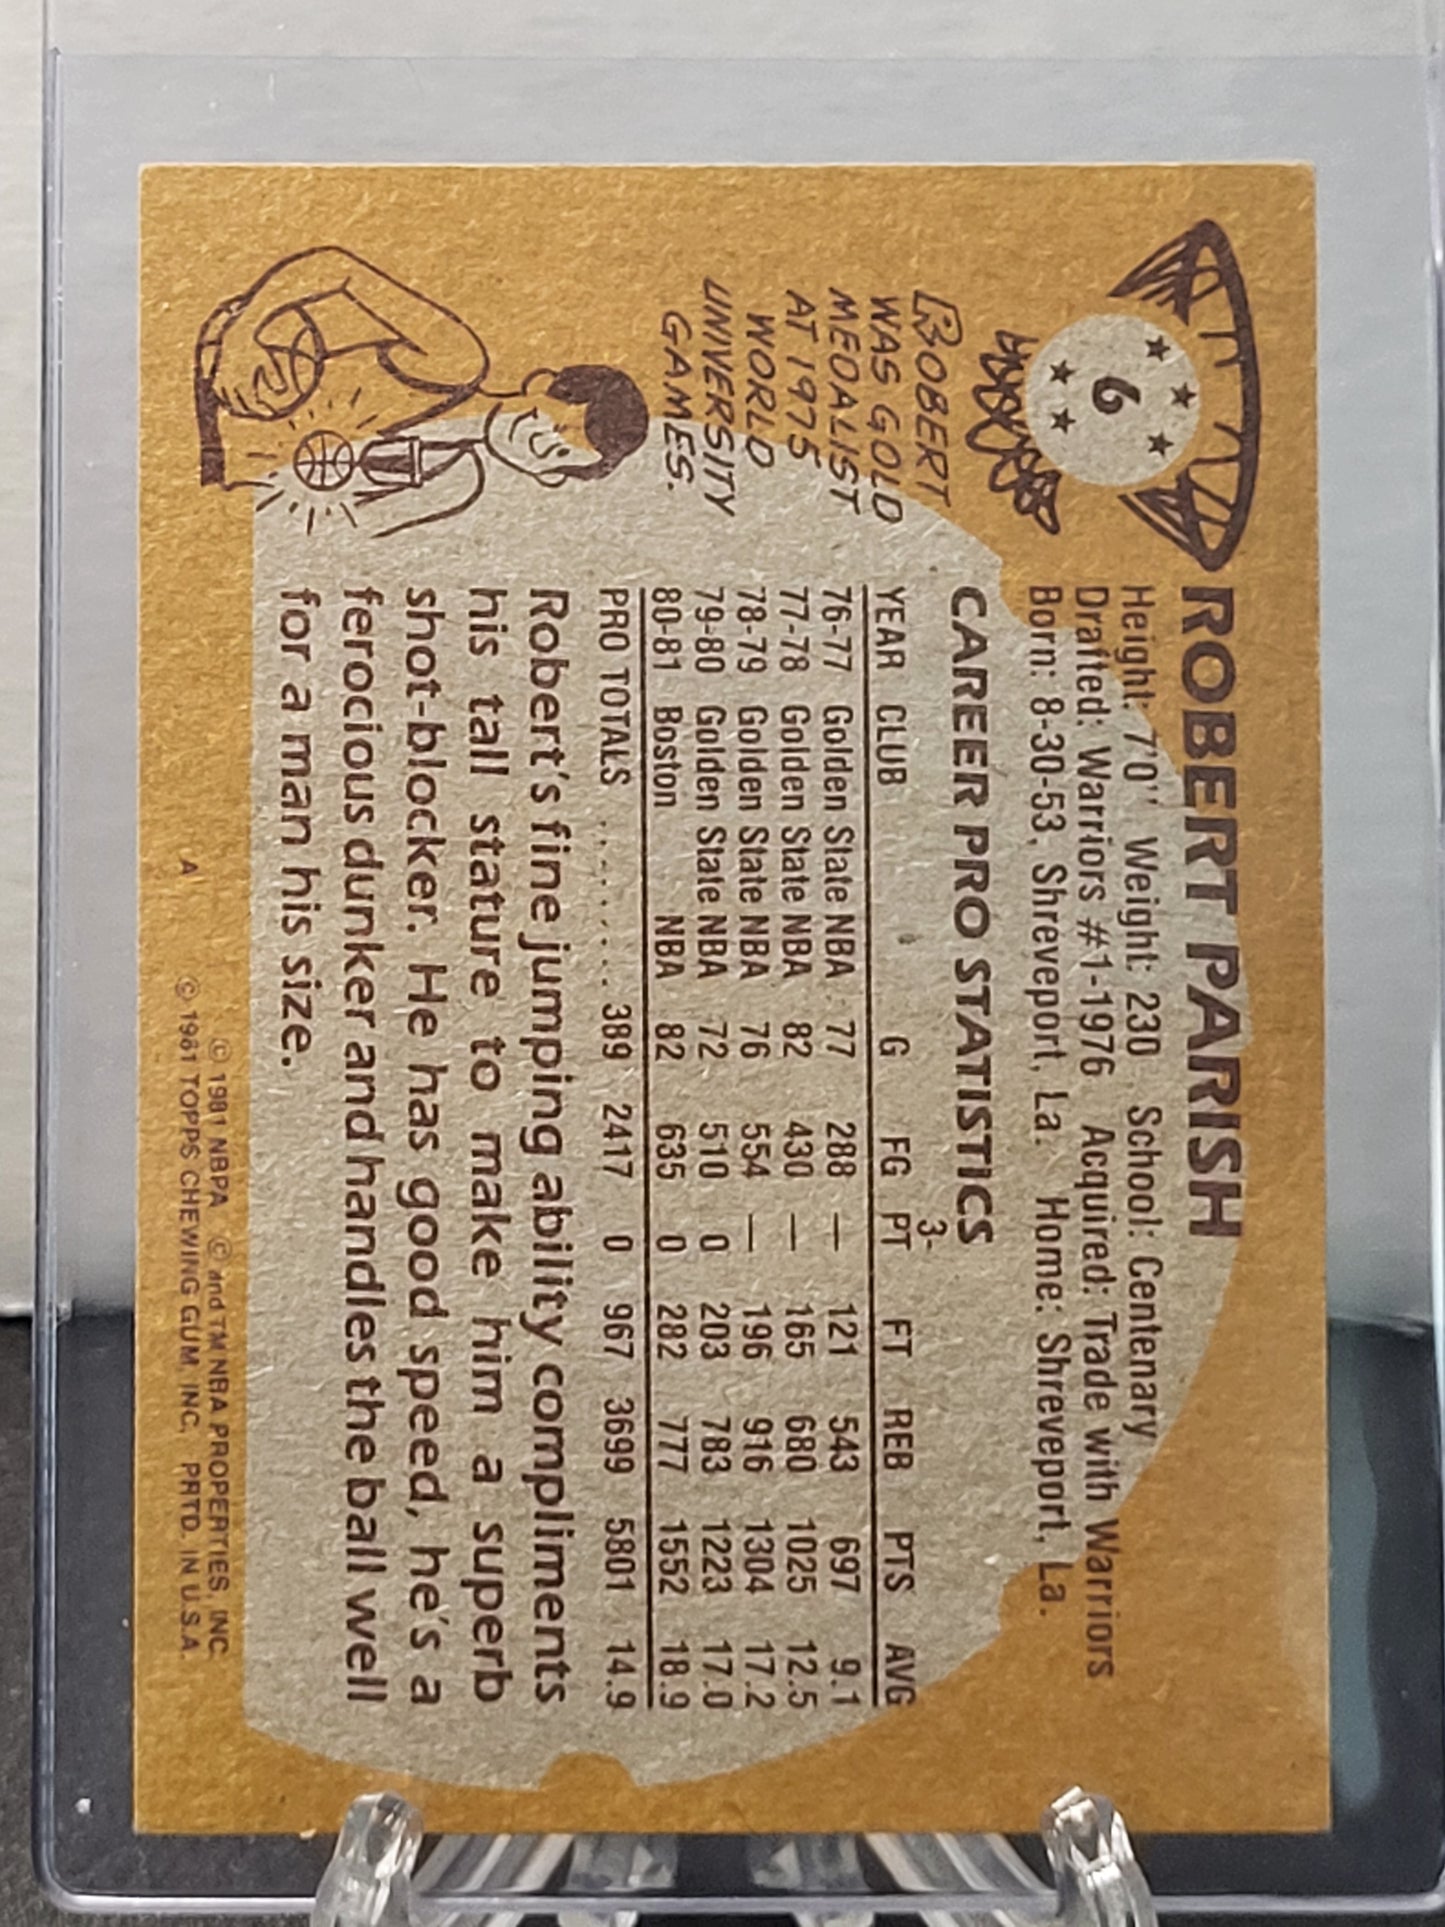 6
ROBERT PARISH
Height: 7'0'' Weight: 230 School: Centenary
Drafted: Warriors #1-1976 Acquired: Trade with Warriors
Born: 8-30-53, Shreveport, La. Home: Shreveport, La.
CAREER PRO STATISTICS
3-
YEAR CLUB G FG PT FT REB PTS AVG
76-77 Golden State NBA 77 288 — 121 543 697 9.1
77-78 Golden State NBA 82 430 — 165 680 1025 12.5
78-79 Golden State NBA 76 554 — 196 916 1304 17.2
79-80 Golden State NBA 72 510 0 203 783 1223 17.0
80-81 Boston NBA 82 635 0 282 777 1552 18.9
PRO TOTALS ......... 389 2417 0 967 3699 5801 14.9
Robert's fine jumping ability compliments
his tall stature to make him a superb
shot-blocker. He has good speed, he's a
ferocious dunker and handles the ball well
for a man his size.
ROBERT
WAS GOLD
MEDALIST
AT 1975
WORLD
UNIVERSITY
GAMES.
© 1981 NBPA © and TM NBA PROPERTIES, INC.
A © 1981 TOPPS CHEWING GUM, INC. PRTD. IN U.S.A.